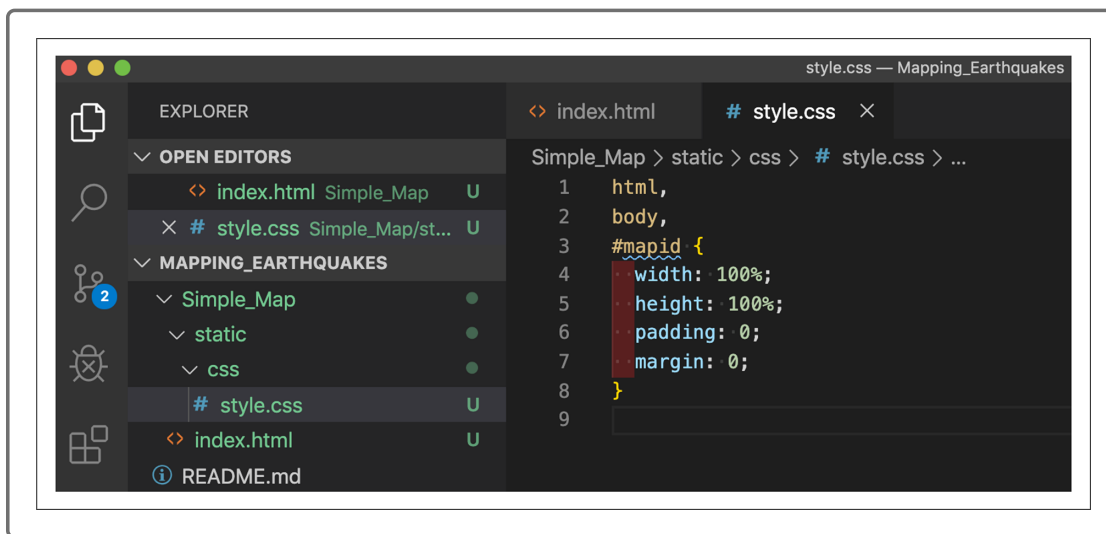 style.css — Mapping_Earthquakes
EXPLORER
OPEN EDITORS
<> index.html Simple_Map U
# style.css Simple_Map/st... U
MAPPING_EARTHQUAKES
Simple_Map
static
css
# style.css U
<> index.html U
README.md
2
<> index.html # style.css
Simple_Map > static > css > # style.css > ...
1 html,
2 body,
3 #mapid {
4 width: 100%;
5 height: 100%;
6 padding: 0;
7 margin: 0;
8 }
9